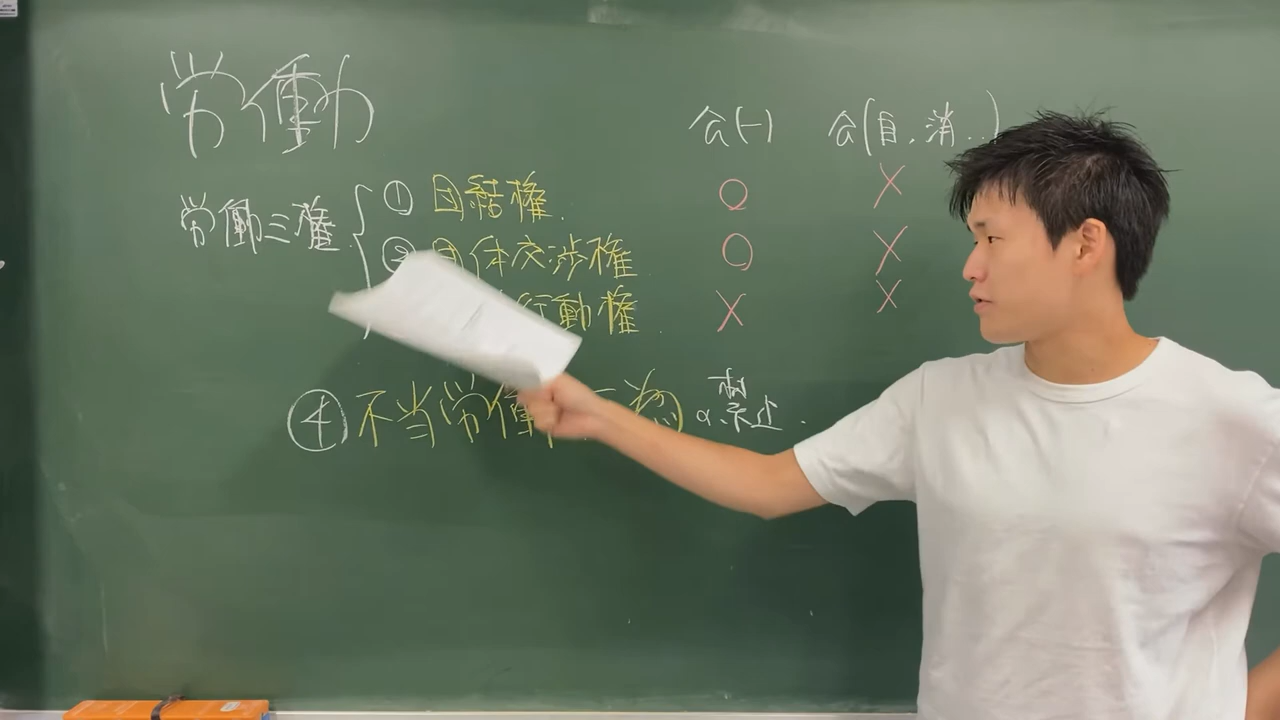 労働
公(一) 公(自,消...)
労働三権
① 団結権. ○ ×
② 団体交渉権 ○ ×
行動権 × ×
④ 不当労働 の禁止.